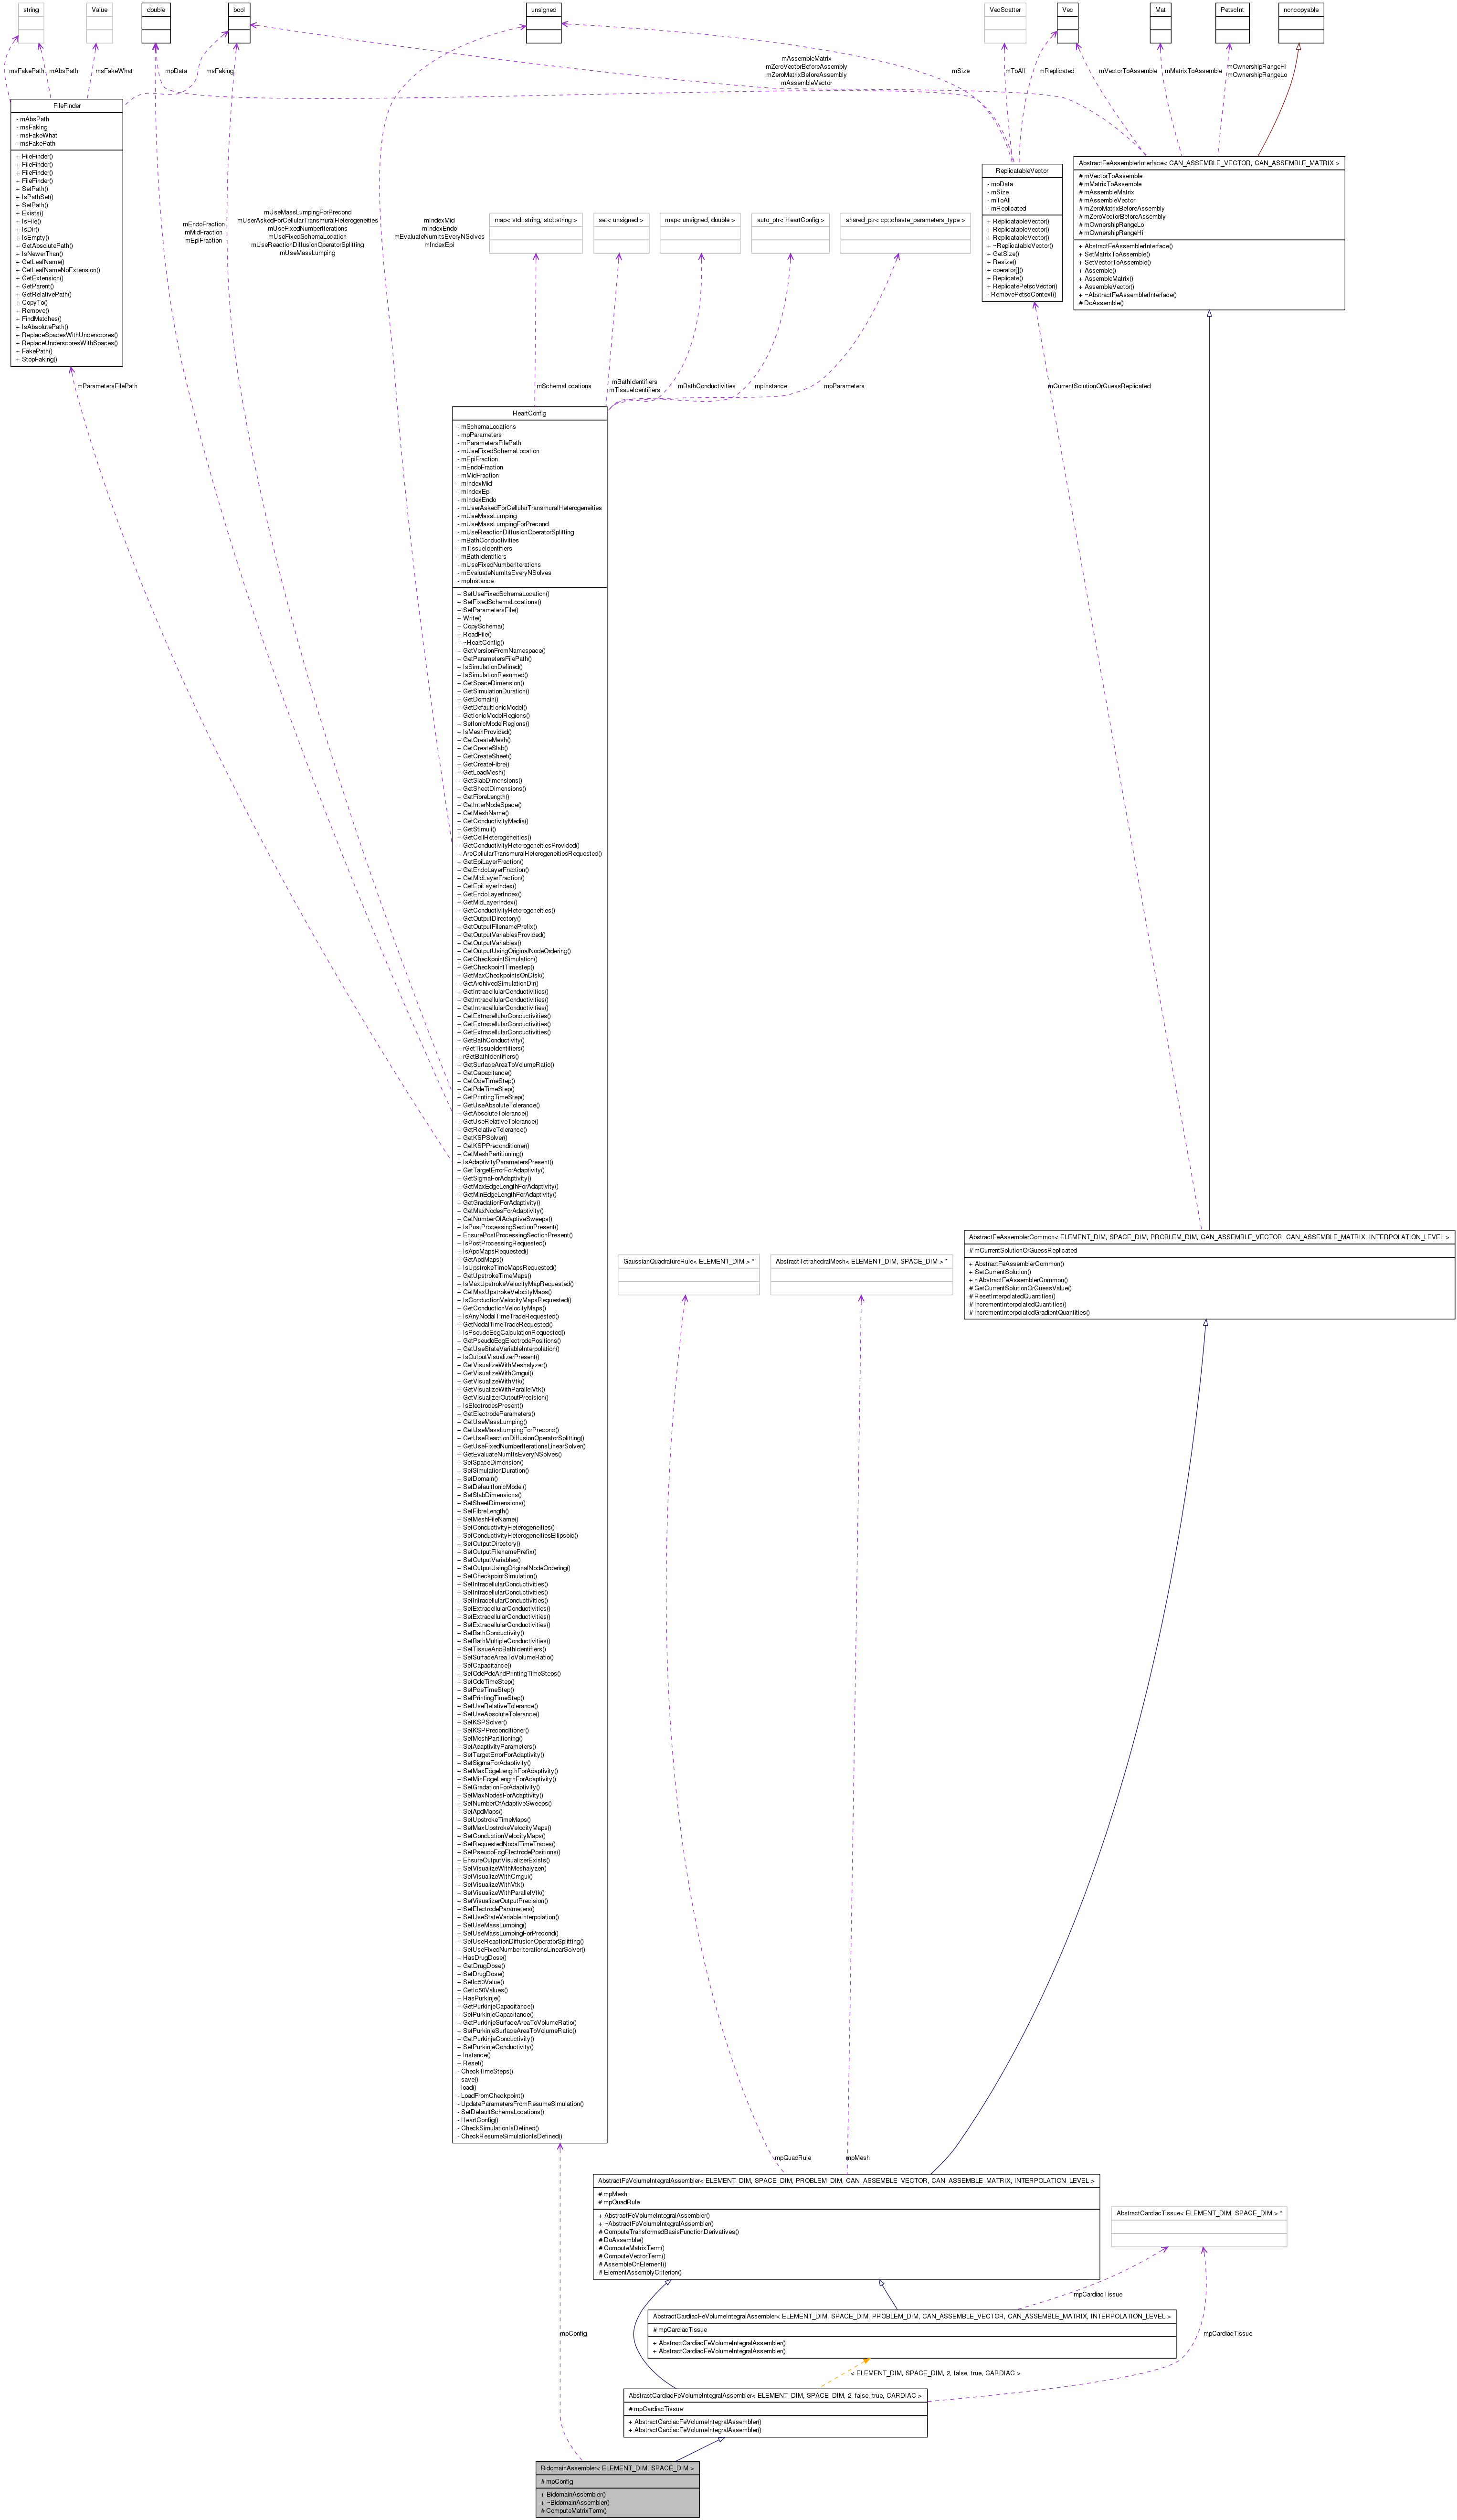 string
Value
double
bool
unsigned
VecScatter
Vec
Mat
PetscInt
noncopyable
msFakePath
mAbsPath
msFakeWhat
mpData
msFaking
mAssembleMatrix
mZeroVectorBeforeAssembly
mZeroMatrixBeforeAssembly
mAssembleVector
mSize
mToAll
mReplicated
mVectorToAssemble
mMatrixToAssemble
mOwnershipRangeHi
mOwnershipRangeLo
FileFinder
- mAbsPath
- msFaking
- msFakeWhat
- msFakePath
+ FileFinder()
+ FileFinder()
+ FileFinder()
+ FileFinder()
+ SetPath()
+ IsPathSet()
+ SetPath()
+ Exists()
+ IsFile()
+ IsDir()
+ IsEmpty()
+ GetAbsolutePath()
+ IsNewerThan()
+ GetLeafName()
+ GetLeafNameNoExtension()
+ GetExtension()
+ GetParent()
+ GetRelativePath()
+ CopyTo()
+ Remove()
+ FindMatches()
+ IsAbsolutePath()
+ ReplaceSpacesWithUnderscores()
+ ReplaceUnderscoresWithSpaces()
+ FakePath()
+ StopFaking()
ReplicatableVector
- mpData
- mSize
- mToAll
- mReplicated
+ ReplicatableVector()
+ ReplicatableVector()
+ ReplicatableVector()
+ ~ReplicatableVector()
+ GetSize()
+ Resize()
+ operator[]()
+ Replicate()
+ ReplicatePetscVector()
- RemovePetscContext()
AbstractFeAssemblerInterface< CAN_ASSEMBLE_VECTOR, CAN_ASSEMBLE_MATRIX >
# mVectorToAssemble
# mMatrixToAssemble
# mAssembleMatrix
# mAssembleVector
# mZeroMatrixBeforeAssembly
# mZeroVectorBeforeAssembly
# mOwnershipRangeLo
# mOwnershipRangeHi
+ AbstractFeAssemblerInterface()
+ SetMatrixToAssemble()
+ SetVectorToAssemble()
+ Assemble()
+ AssembleMatrix()
+ AssembleVector()
+ ~AbstractFeAssemblerInterface()
# DoAssemble()
mEndoFraction
mMidFraction
mEpiFraction
mUseMassLumpingForPrecond
mUserAskedForCellularTransmuralHeterogeneities
mUseFixedNumberIterations
mUseFixedSchemaLocation
mUseReactionDiffusionOperatorSplitting
mUseMassLumping
mIndexMid
mIndexEndo
mEvaluateNumItsEveryNSolves
mIndexEpi
map< std::string, std::string >
set< unsigned >
map< unsigned, double >
auto_ptr< HeartConfig >
shared_ptr< cp::chaste_parameters_type >
mParametersFilePath
mSchemaLocations
mBathIdentifiers
mTissueIdentifiers
mBathConductivities
mpInstance
mpParameters
mCurrentSolutionOrGuessReplicated
HeartConfig
- mSchemaLocations
- mpParameters
- mParametersFilePath
- mUseFixedSchemaLocation
- mEpiFraction
- mEndoFraction
- mMidFraction
- mIndexMid
- mIndexEpi
- mIndexEndo
- mUserAskedForCellularTransmuralHeterogeneities
- mUseMassLumping
- mUseMassLumpingForPrecond
- mUseReactionDiffusionOperatorSplitting
- mBathConductivities
- mTissueIdentifiers
- mBathIdentifiers
- mUseFixedNumberIterations
- mEvaluateNumItsEveryNSolves
- mpInstance
+ SetUseFixedSchemaLocation()
+ SetFixedSchemaLocations()
+ SetParametersFile()
+ Write()
+ CopySchema()
+ ReadFile()
+ ~HeartConfig()
+ GetVersionFromNamespace()
+ GetParametersFilePath()
+ IsSimulationDefined()
+ IsSimulationResumed()
+ GetSpaceDimension()
+ GetSimulationDuration()
+ GetDomain()
+ GetDefaultIonicModel()
+ GetIonicModelRegions()
+ SetIonicModelRegions()
+ IsMeshProvided()
+ GetCreateMesh()
+ GetCreateSlab()
+ GetCreateSheet()
+ GetCreateFibre()
+ GetLoadMesh()
+ GetSlabDimensions()
+ GetSheetDimensions()
+ GetFibreLength()
+ GetInterNodeSpace()
+ GetMeshName()
+ GetConductivityMedia()
+ GetStimuli()
+ GetCellHeterogeneities()
+ GetConductivityHeterogeneitiesProvided()
+ AreCellularTransmuralHeterogeneitiesRequested()
+ GetEpiLayerFraction()
+ GetEndoLayerFraction()
+ GetMidLayerFraction()
+ GetEpiLayerIndex()
+ GetEndoLayerIndex()
+ GetMidLayerIndex()
+ GetConductivityHeterogeneities()
+ GetOutputDirectory()
+ GetOutputFilenamePrefix()
+ GetOutputVariablesProvided()
+ GetOutputVariables()
+ GetOutputUsingOriginalNodeOrdering()
+ GetCheckpointSimulation()
+ GetCheckpointTimestep()
+ GetMaxCheckpointsOnDisk()
+ GetArchivedSimulationDir()
+ GetIntracellularConductivities()
+ GetIntracellularConductivities()
+ GetIntracellularConductivities()
+ GetExtracellularConductivities()
+ GetExtracellularConductivities()
+ GetExtracellularConductivities()
+ GetBathConductivity()
+ rGetTissueIdentifiers()
+ rGetBathIdentifiers()
+ GetSurfaceAreaToVolumeRatio()
+ GetCapacitance()
+ GetOdeTimeStep()
+ GetPdeTimeStep()
+ GetPrintingTimeStep()
+ GetUseAbsoluteTolerance()
+ GetAbsoluteTolerance()
+ GetUseRelativeTolerance()
+ GetRelativeTolerance()
+ GetKSPSolver()
+ GetKSPPreconditioner()
+ GetMeshPartitioning()
+ IsAdaptivityParametersPresent()
+ GetTargetErrorForAdaptivity()
+ GetSigmaForAdaptivity()
+ GetMaxEdgeLengthForAdaptivity()
+ GetMinEdgeLengthForAdaptivity()
+ GetGradationForAdaptivity()
+ GetMaxNodesForAdaptivity()
+ GetNumberOfAdaptiveSweeps()
+ IsPostProcessingSectionPresent()
+ EnsurePostProcessingSectionPresent()
+ IsPostProcessingRequested()
+ IsApdMapsRequested()
+ GetApdMaps()
+ IsUpstrokeTimeMapsRequested()
+ GetUpstrokeTimeMaps()
+ IsMaxUpstrokeVelocityMapRequested()
+ GetMaxUpstrokeVelocityMaps()
+ IsConductionVelocityMapsRequested()
+ GetConductionVelocityMaps()
+ IsAnyNodalTimeTraceRequested()
+ GetNodalTimeTraceRequested()
+ IsPseudoEcgCalculationRequested()
+ GetPseudoEcgElectrodePositions()
+ GetUseStateVariableInterpolation()
+ IsOutputVisualizerPresent()
+ GetVisualizeWithMeshalyzer()
+ GetVisualizeWithCmgui()
+ GetVisualizeWithVtk()
+ GetVisualizeWithParallelVtk()
+ GetVisualizerOutputPrecision()
+ IsElectrodesPresent()
+ GetElectrodeParameters()
+ GetUseMassLumping()
+ GetUseMassLumpingForPrecond()
+ GetUseReactionDiffusionOperatorSplitting()
+ GetUseFixedNumberIterationsLinearSolver()
+ GetEvaluateNumItsEveryNSolves()
+ SetSpaceDimension()
+ SetSimulationDuration()
+ SetDomain()
+ SetDefaultIonicModel()
+ SetSlabDimensions()
+ SetSheetDimensions()
+ SetFibreLength()
+ SetMeshFileName()
+ SetConductivityHeterogeneities()
+ SetConductivityHeterogeneitiesEllipsoid()
+ SetOutputDirectory()
+ SetOutputFilenamePrefix()
+ SetOutputVariables()
+ SetOutputUsingOriginalNodeOrdering()
+ SetCheckpointSimulation()
+ SetIntracellularConductivities()
+ SetIntracellularConductivities()
+ SetIntracellularConductivities()
+ SetExtracellularConductivities()
+ SetExtracellularConductivities()
+ SetExtracellularConductivities()
+ SetBathConductivity()
+ SetBathMultipleConductivities()
+ SetTissueAndBathIdentifiers()
+ SetSurfaceAreaToVolumeRatio()
+ SetCapacitance()
+ SetOdePdeAndPrintingTimeSteps()
+ SetOdeTimeStep()
+ SetPdeTimeStep()
+ SetPrintingTimeStep()
+ SetUseRelativeTolerance()
+ SetUseAbsoluteTolerance()
+ SetKSPSolver()
+ SetKSPPreconditioner()
+ SetMeshPartitioning()
+ SetAdaptivityParameters()
+ SetTargetErrorForAdaptivity()
+ SetSigmaForAdaptivity()
+ SetMaxEdgeLengthForAdaptivity()
+ SetMinEdgeLengthForAdaptivity()
+ SetGradationForAdaptivity()
+ SetMaxNodesForAdaptivity()
+ SetNumberOfAdaptiveSweeps()
+ SetApdMaps()
+ SetUpstrokeTimeMaps()
+ SetMaxUpstrokeVelocityMaps()
+ SetConductionVelocityMaps()
+ SetRequestedNodalTimeTraces()
+ SetPseudoEcgElectrodePositions()
+ EnsureOutputVisualizerExists()
+ SetVisualizeWithMeshalyzer()
+ SetVisualizeWithCmgui()
+ SetVisualizeWithVtk()
+ SetVisualizeWithParallelVtk()
+ SetVisualizerOutputPrecision()
+ SetElectrodeParameters()
+ SetUseStateVariableInterpolation()
+ SetUseMassLumping()
+ SetUseMassLumpingForPrecond()
+ SetUseReactionDiffusionOperatorSplitting()
+ SetUseFixedNumberIterationsLinearSolver()
+ HasDrugDose()
+ GetDrugDose()
+ SetDrugDose()
+ SetIc50Value()
+ GetIc50Values()
+ HasPurkinje()
+ GetPurkinjeCapacitance()
+ SetPurkinjeCapacitance()
+ GetPurkinjeSurfaceAreaToVolumeRatio()
+ SetPurkinjeSurfaceAreaToVolumeRatio()
+ GetPurkinjeConductivity()
+ SetPurkinjeConductivity()
+ Instance()
+ Reset()
- CheckTimeSteps()
- save()
- load()
- LoadFromCheckpoint()
- UpdateParametersFromResumeSimulation()
- SetDefaultSchemaLocations()
- HeartConfig()
- CheckSimulationIsDefined()
- CheckResumeSimulationIsDefined()
GaussianQuadratureRule< ELEMENT_DIM > *
AbstractTetrahedralMesh< ELEMENT_DIM, SPACE_DIM > *
AbstractFeAssemblerCommon< ELEMENT_DIM, SPACE_DIM, PROBLEM_DIM, CAN_ASSEMBLE_VECTOR, CAN_ASSEMBLE_MATRIX, INTERPOLATION_LEVEL >
# mCurrentSolutionOrGuessReplicated
+ AbstractFeAssemblerCommon()
+ SetCurrentSolution()
+ ~AbstractFeAssemblerCommon()
# GetCurrentSolutionOrGuessValue()
# ResetInterpolatedQuantities()
# IncrementInterpolatedQuantities()
# IncrementInterpolatedGradientQuantities()
mpQuadRule
mpMesh
AbstractFeVolumeIntegralAssembler< ELEMENT_DIM, SPACE_DIM, PROBLEM_DIM, CAN_ASSEMBLE_VECTOR, CAN_ASSEMBLE_MATRIX, INTERPOLATION_LEVEL >
# mpMesh
# mpQuadRule
+ AbstractFeVolumeIntegralAssembler()
+ ~AbstractFeVolumeIntegralAssembler()
# ComputeTransformedBasisFunctionDerivatives()
# DoAssemble()
# ComputeMatrixTerm()
# ComputeVectorTerm()
# AssembleOnElement()
# ElementAssemblyCriterion()
AbstractCardiacTissue< ELEMENT_DIM, SPACE_DIM > *
mpCardiacTissue
AbstractCardiacFeVolumeIntegralAssembler< ELEMENT_DIM, SPACE_DIM, PROBLEM_DIM, CAN_ASSEMBLE_VECTOR, CAN_ASSEMBLE_MATRIX, INTERPOLATION_LEVEL >
# mpCardiacTissue
+ AbstractCardiacFeVolumeIntegralAssembler()
+ AbstractCardiacFeVolumeIntegralAssembler()
mpConfig
mpCardiacTissue
< ELEMENT_DIM, SPACE_DIM, 2, false, true, CARDIAC >
AbstractCardiacFeVolumeIntegralAssembler< ELEMENT_DIM, SPACE_DIM, 2, false, true, CARDIAC >
# mpCardiacTissue
+ AbstractCardiacFeVolumeIntegralAssembler()
+ AbstractCardiacFeVolumeIntegralAssembler()
BidomainAssembler< ELEMENT_DIM, SPACE_DIM >
# mpConfig
+ BidomainAssembler()
+ ~BidomainAssembler()
# ComputeMatrixTerm()